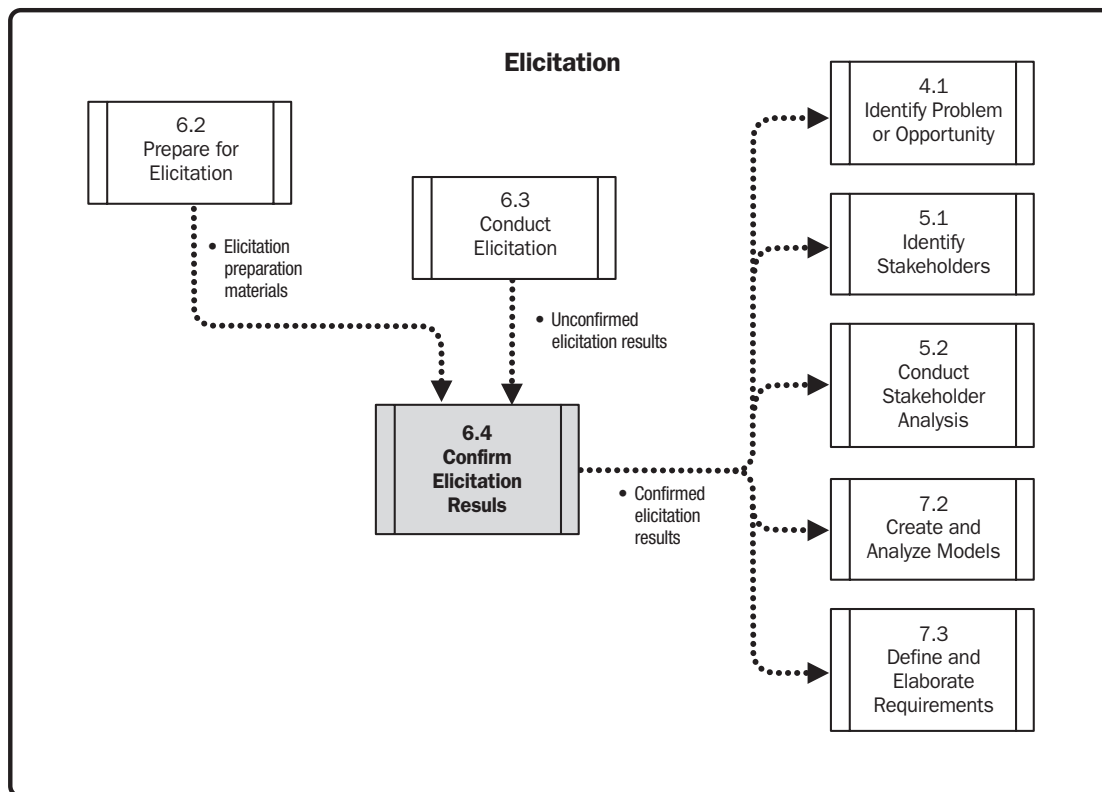 Elicitation
6.2
Prepare for
Elicitation
• Elicitation
preparation
materials
6.3
Conduct
Elicitation
• Unconfirmed
elicitation results
6.4
Confirm
Elicitation
Resuls
• Confirmed
elicitation
results
4.1
Identify Problem
or Opportunity
5.1
Identify
Stakeholders
5.2
Conduct
Stakeholder
Analysis
7.2
Create and
Analyze Models
7.3
Define and
Elaborate
Requirements